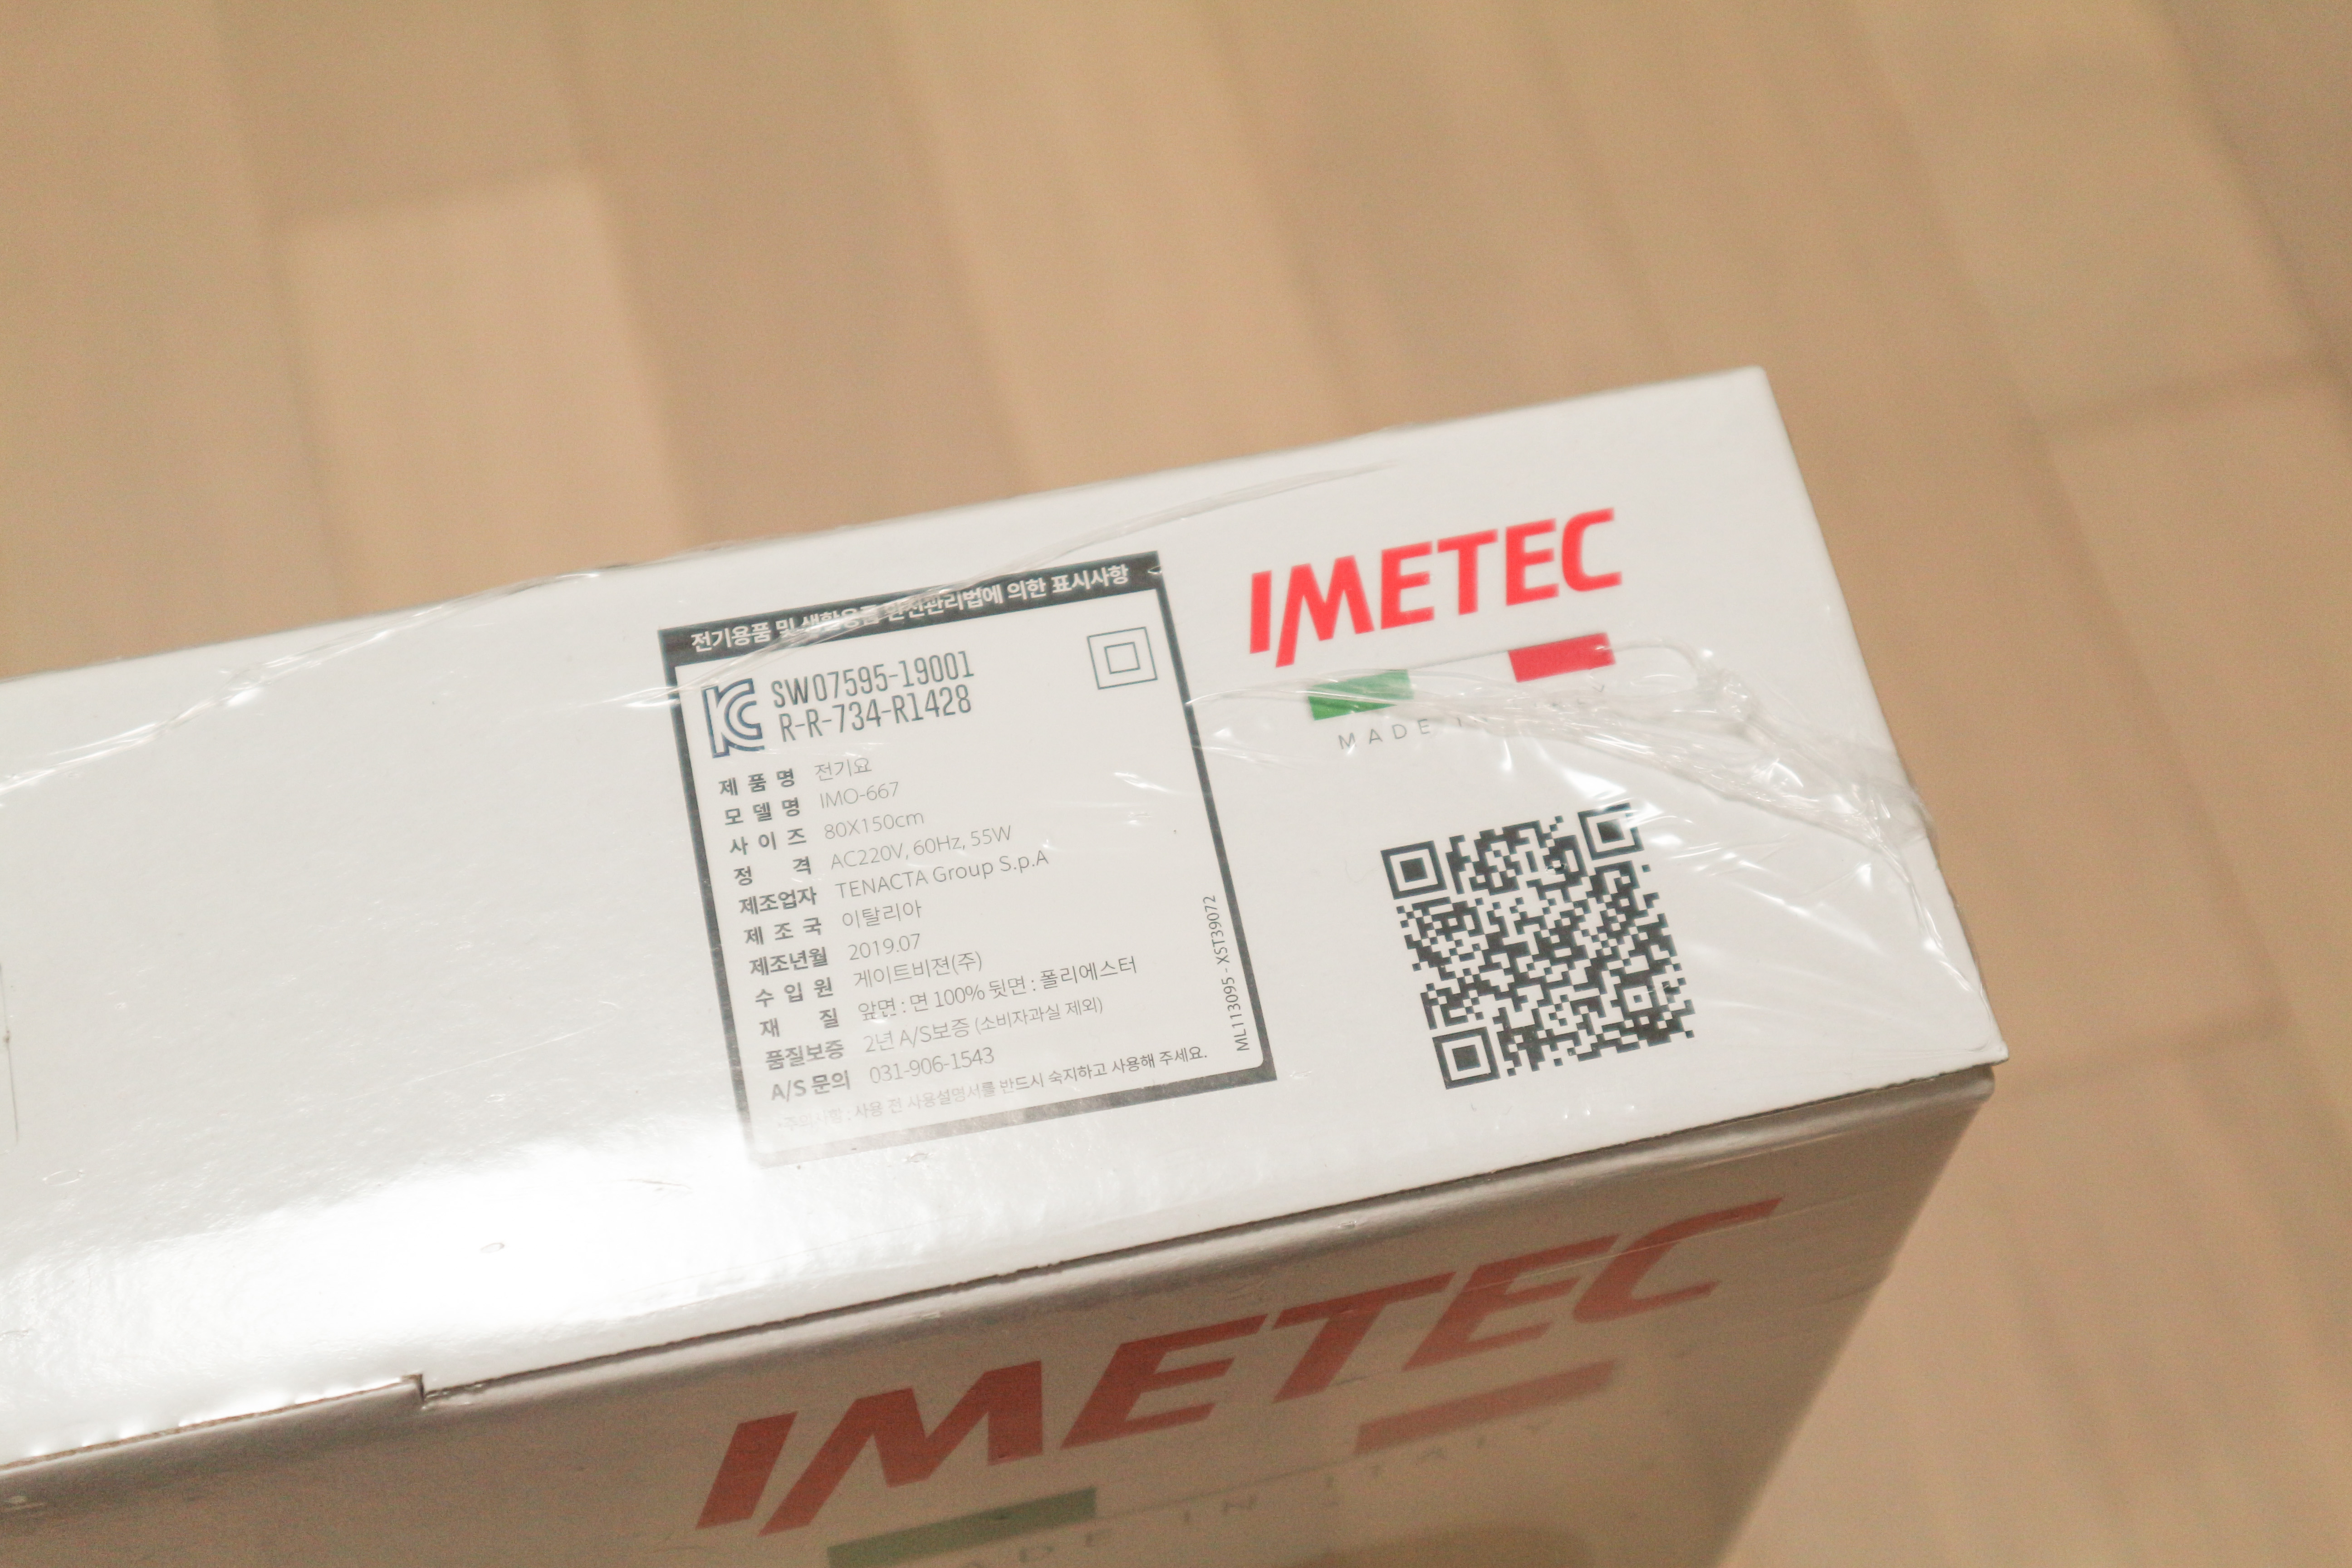 전기용품 및 생활용품 안전관리법에 의한 표시사항
SW07595-19001
R-R-734-R1428
제품명 전기요
모델명 IMO-667
사이즈 80X150cm
정격 AC220V, 60Hz, 55W
제조업자 TENACTA Group S.p.A
제조국 이탈리아
제조년월 2019.07
수입원 게이트비젼(주)
재질 앞면 : 면 100% 뒷면 : 폴리에스터
품질보증 2년 A/S보증 (소비자과실 제외)
A/S 문의 031-906-1543
*주의사항 : 사용 전 사용설명서를 반드시 숙지하고 사용해 주세요.
ML113095 - XST39072
IMETEC
MADE
IMETEC
MADE IN ITALY